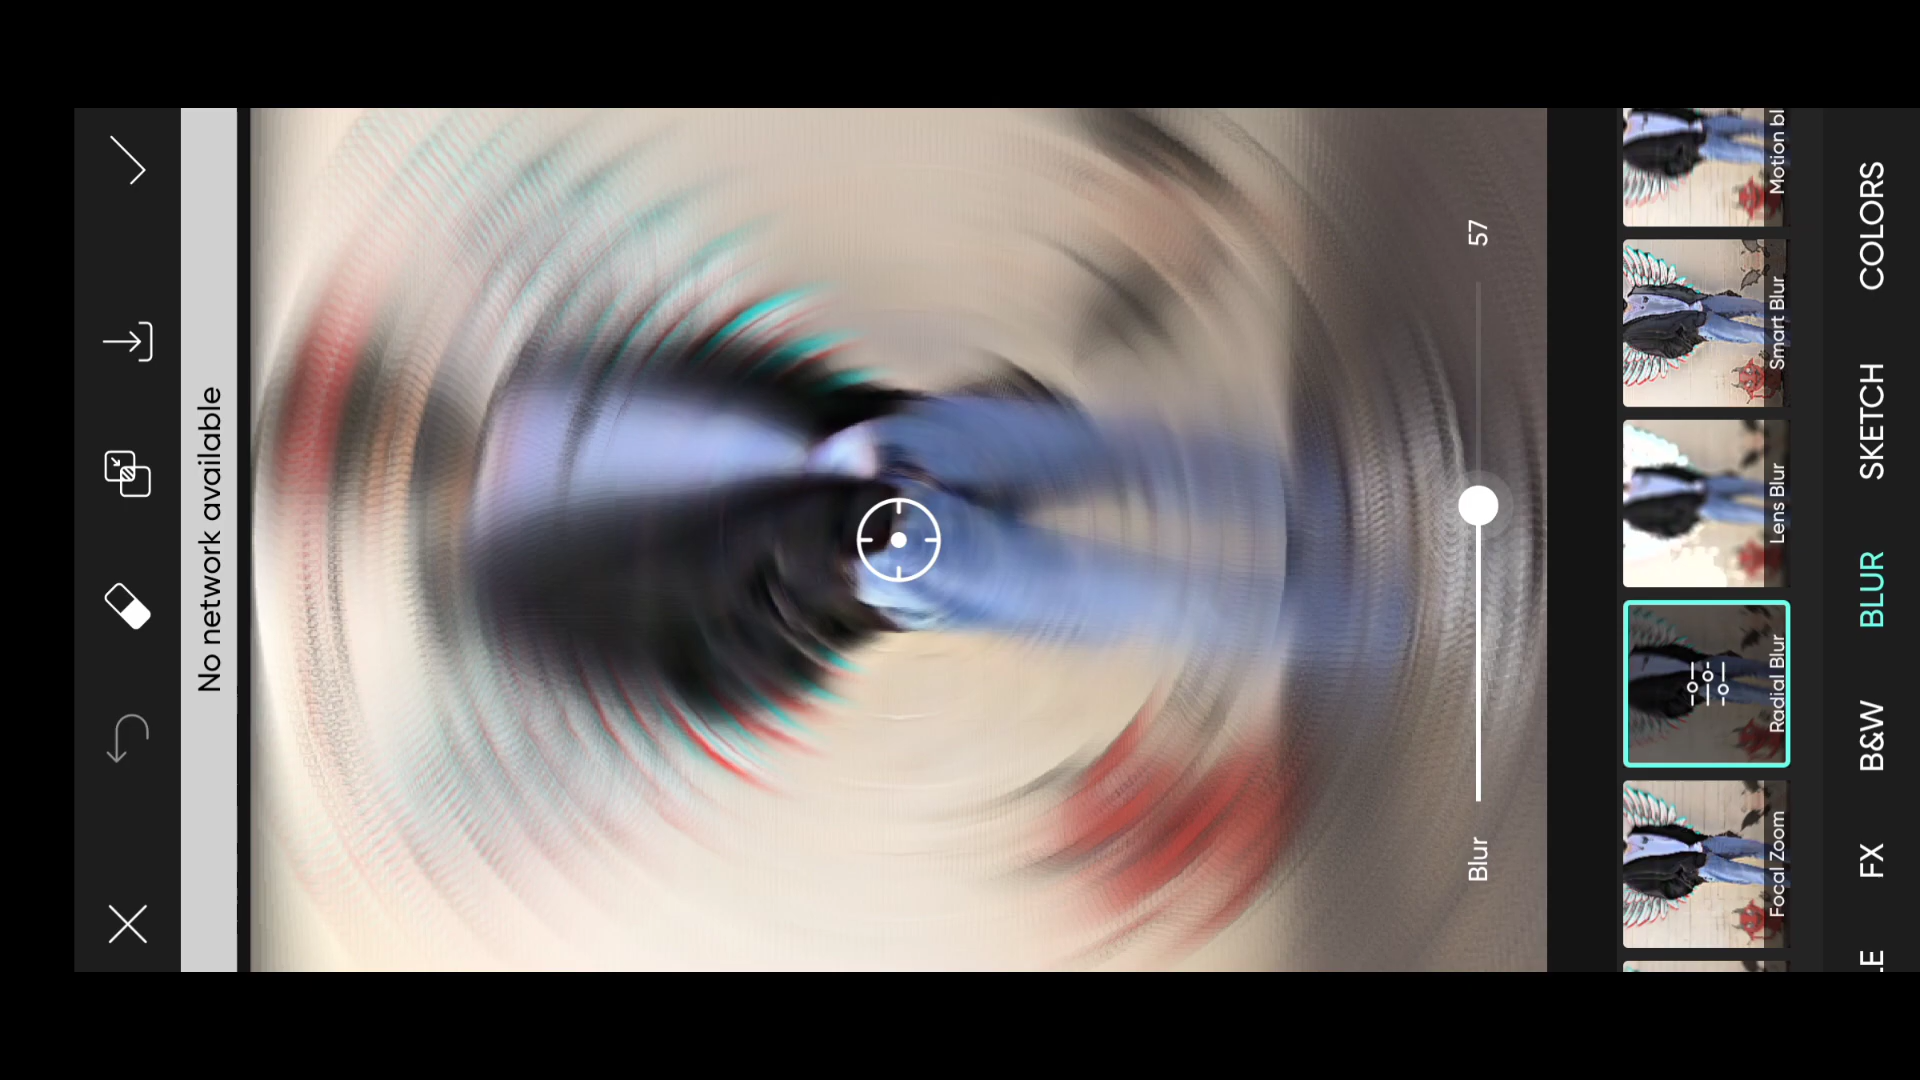 No network available
Blur
57
Focal Zoom
Radial Blur
Lens Blur
Smart Blur
Motion bl
LE
FX
B&W
BLUR
SKETCH
COLORS